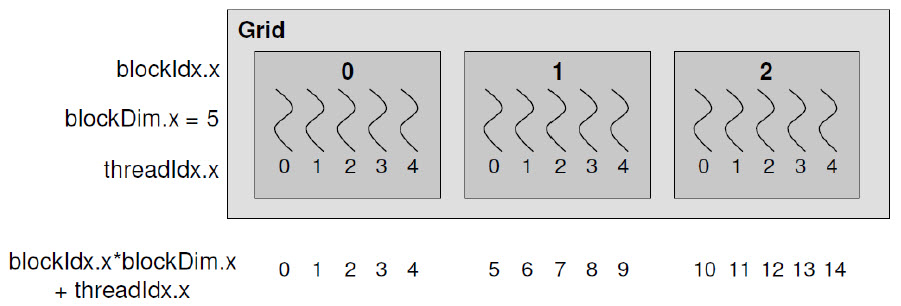 Grid
blockIdx.x 0 1 2
blockDim.x = 5
threadIdx.x 0 1 2 3 4 0 1 2 3 4 0 1 2 3 4
blockIdx.x*blockDim.x
+ threadIdx.x 0 1 2 3 4 5 6 7 8 9 10 11 12 13 14